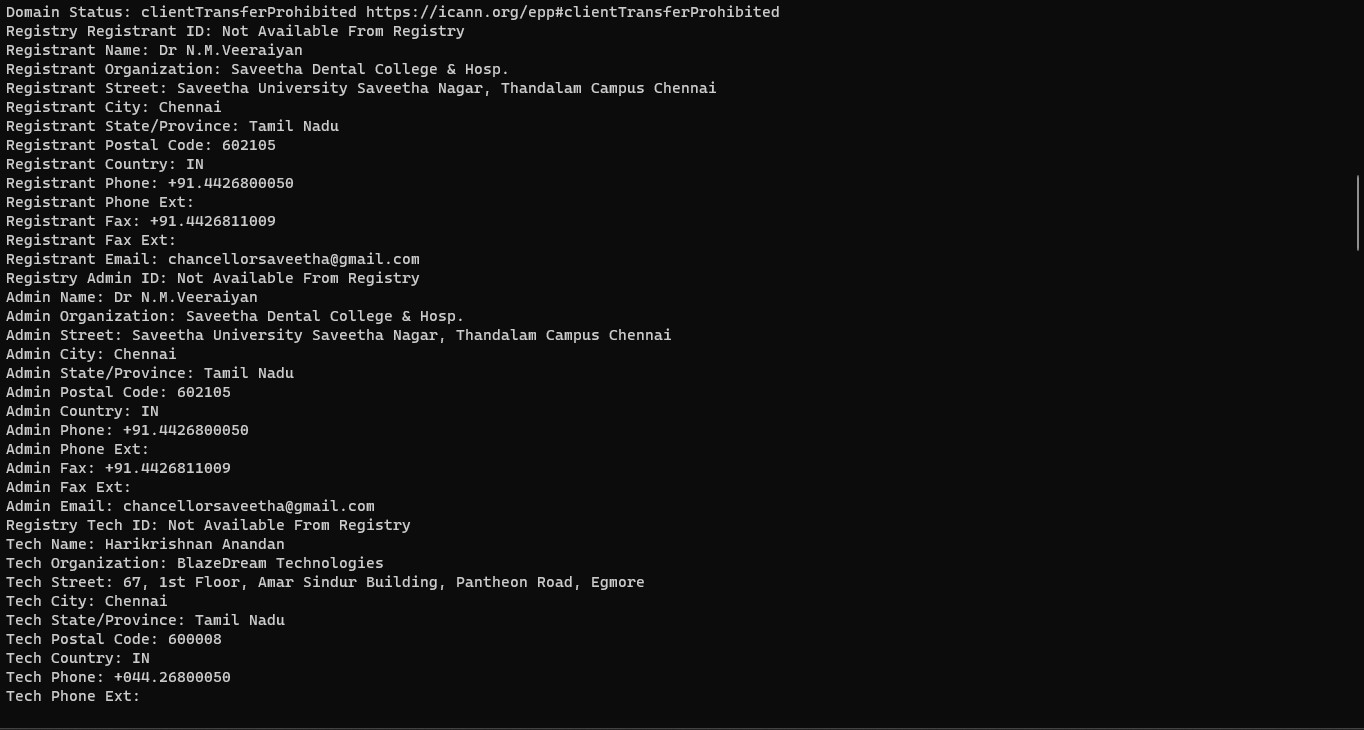 Domain Status: clientTransferProhibited https://icann.org/epp#clientTransferProhibited
Registry Registrant ID: Not Available From Registry
Registrant Name: Dr N.M.Veeraiyan
Registrant Organization: Saveetha Dental College & Hosp.
Registrant Street: Saveetha University Saveetha Nagar, Thandalam Campus Chennai
Registrant City: Chennai
Registrant State/Province: Tamil Nadu
Registrant Postal Code: 602105
Registrant Country: IN
Registrant Phone: +91.4426800050
Registrant Phone Ext:
Registrant Fax: +91.4426811009
Registrant Fax Ext:
Registrant Email: chancellorsaveetha@gmail.com
Registry Admin ID: Not Available From Registry
Admin Name: Dr N.M.Veeraiyan
Admin Organization: Saveetha Dental College & Hosp.
Admin Street: Saveetha University Saveetha Nagar, Thandalam Campus Chennai
Admin City: Chennai
Admin State/Province: Tamil Nadu
Admin Postal Code: 602105
Admin Country: IN
Admin Phone: +91.4426800050
Admin Phone Ext:
Admin Fax: +91.4426811009
Admin Fax Ext:
Admin Email: chancellorsaveetha@gmail.com
Registry Tech ID: Not Available From Registry
Tech Name: Harikrishnan Anandan
Tech Organization: BlazeDream Technologies
Tech Street: 67, 1st Floor, Amar Sindur Building, Pantheon Road, Egmore
Tech City: Chennai
Tech State/Province: Tamil Nadu
Tech Postal Code: 600008
Tech Country: IN
Tech Phone: +044.26800050
Tech Phone Ext: